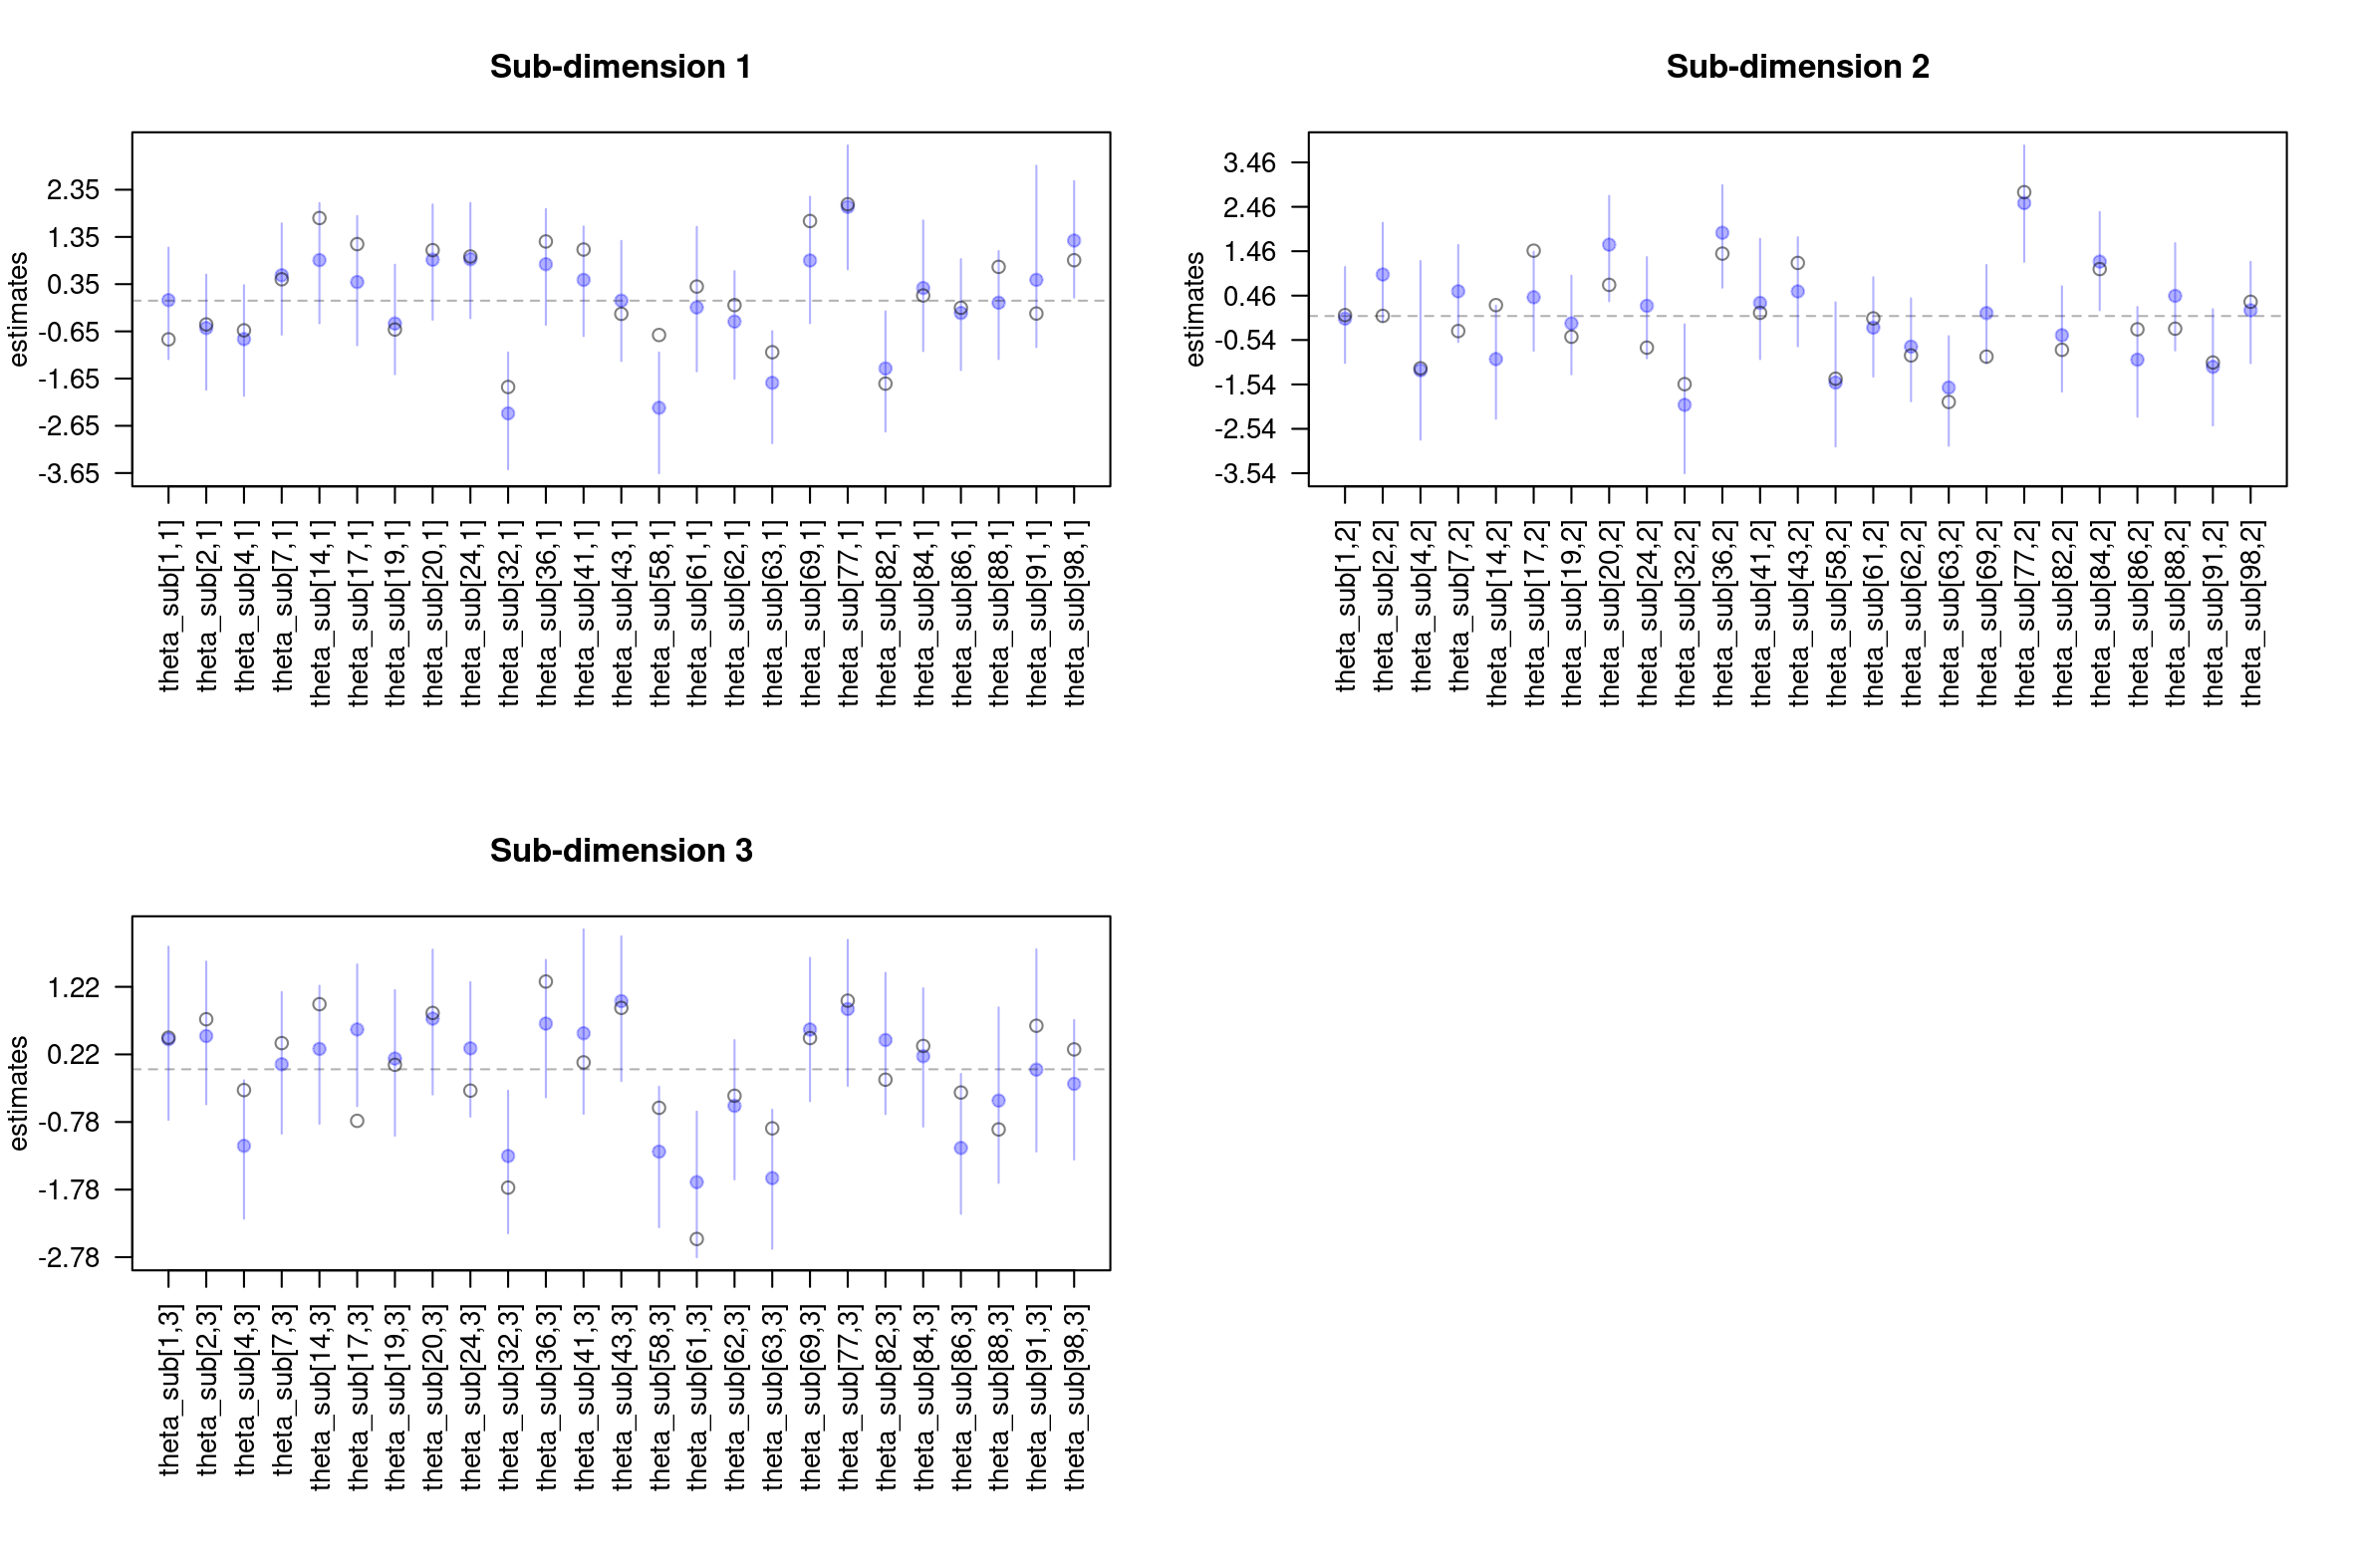 Sub-dimension 1
estimates
2.35
1.35
0.35
-0.65
-1.65
-2.65
-3.65
theta_sub[1,1]
theta_sub[2,1]
theta_sub[4,1]
theta_sub[7,1]
theta_sub[14,1]
theta_sub[17,1]
theta_sub[19,1]
theta_sub[20,1]
theta_sub[24,1]
theta_sub[32,1]
theta_sub[36,1]
theta_sub[41,1]
theta_sub[43,1]
theta_sub[58,1]
theta_sub[61,1]
theta_sub[62,1]
theta_sub[63,1]
theta_sub[69,1]
theta_sub[77,1]
theta_sub[82,1]
theta_sub[84,1]
theta_sub[86,1]
theta_sub[88,1]
theta_sub[91,1]
theta_sub[98,1]
Sub-dimension 2
estimates
3.46
2.46
1.46
0.46
-0.54
-1.54
-2.54
-3.54
theta_sub[1,2]
theta_sub[2,2]
theta_sub[4,2]
theta_sub[7,2]
theta_sub[14,2]
theta_sub[17,2]
theta_sub[19,2]
theta_sub[20,2]
theta_sub[24,2]
theta_sub[32,2]
theta_sub[36,2]
theta_sub[41,2]
theta_sub[43,2]
theta_sub[58,2]
theta_sub[61,2]
theta_sub[62,2]
theta_sub[63,2]
theta_sub[69,2]
theta_sub[77,2]
theta_sub[82,2]
theta_sub[84,2]
theta_sub[86,2]
theta_sub[88,2]
theta_sub[91,2]
theta_sub[98,2]
Sub-dimension 3
estimates
1.22
0.22
-0.78
-1.78
-2.78
theta_sub[1,3]
theta_sub[2,3]
theta_sub[4,3]
theta_sub[7,3]
theta_sub[14,3]
theta_sub[17,3]
theta_sub[19,3]
theta_sub[20,3]
theta_sub[24,3]
theta_sub[32,3]
theta_sub[36,3]
theta_sub[41,3]
theta_sub[43,3]
theta_sub[58,3]
theta_sub[61,3]
theta_sub[62,3]
theta_sub[63,3]
theta_sub[69,3]
theta_sub[77,3]
theta_sub[82,3]
theta_sub[84,3]
theta_sub[86,3]
theta_sub[88,3]
theta_sub[91,3]
theta_sub[98,3]